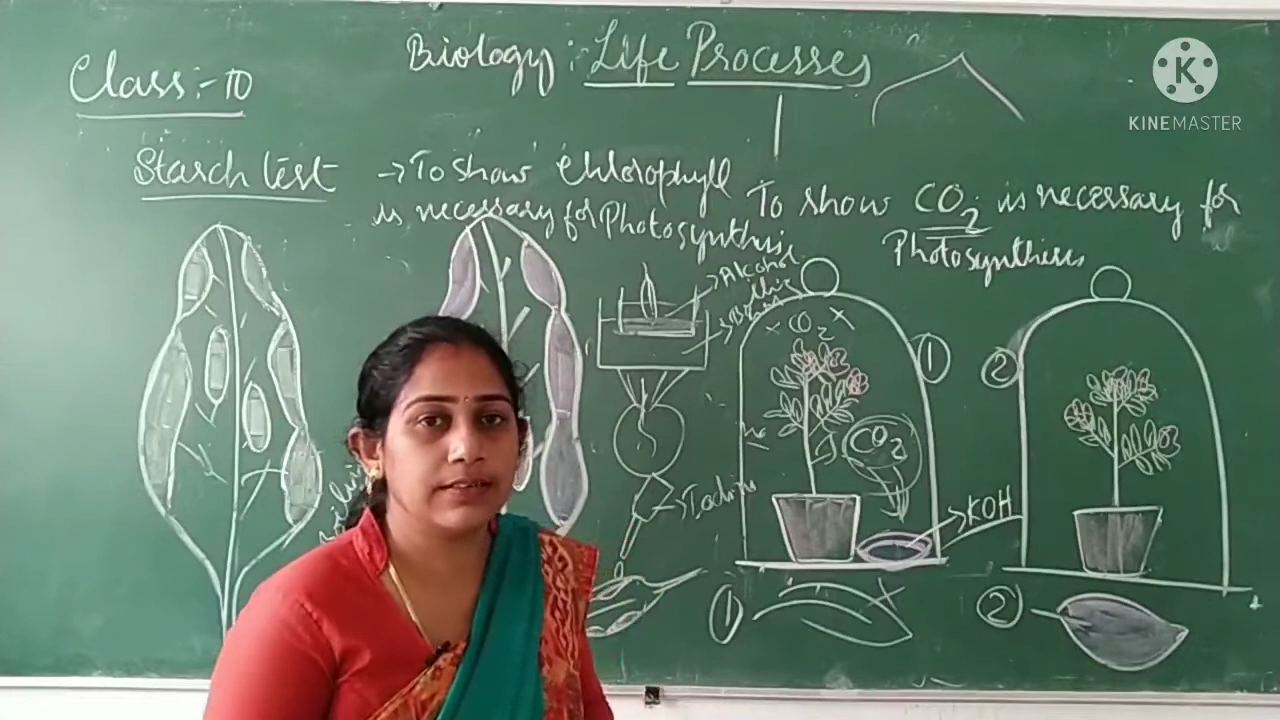 Biology : Life Processes
Class:- 10
KINEMASTER
Starch test → To show chlorophyll
is necessary for Photosynthesis
To show CO2 is necessary for
Photosynthesis
Alcohol
CO2
1
2
CO2
KOH
1
2